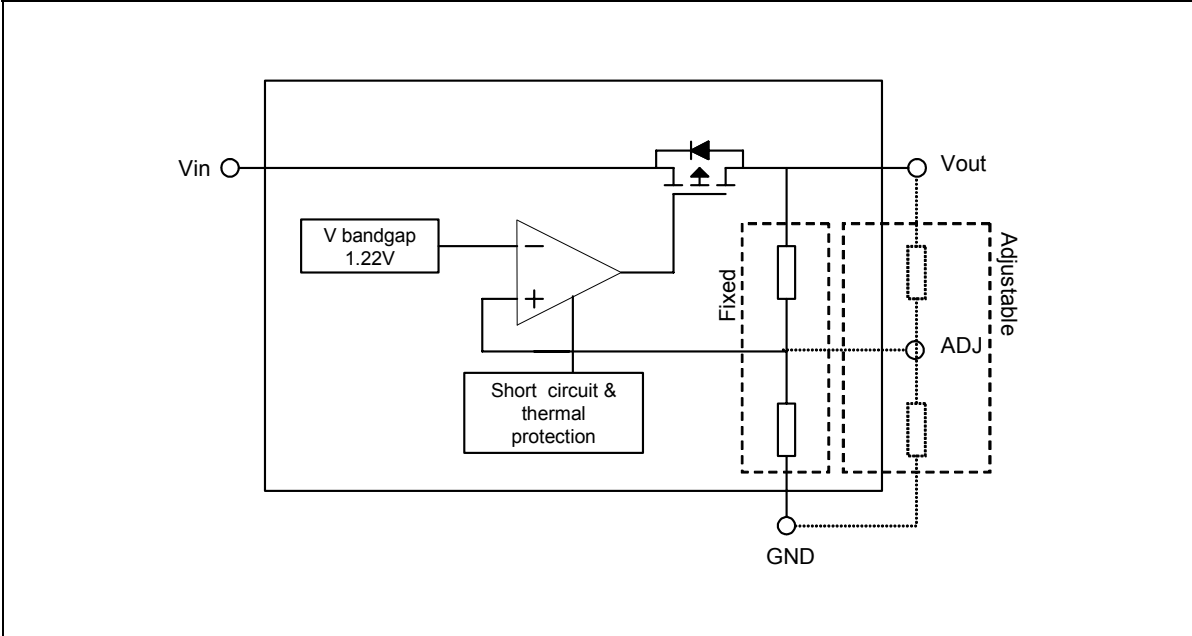 Vin
Vout
V bandgap
1.22V
−
+
Fixed
Adjustable
ADJ
Short circuit &
thermal
protection
GND